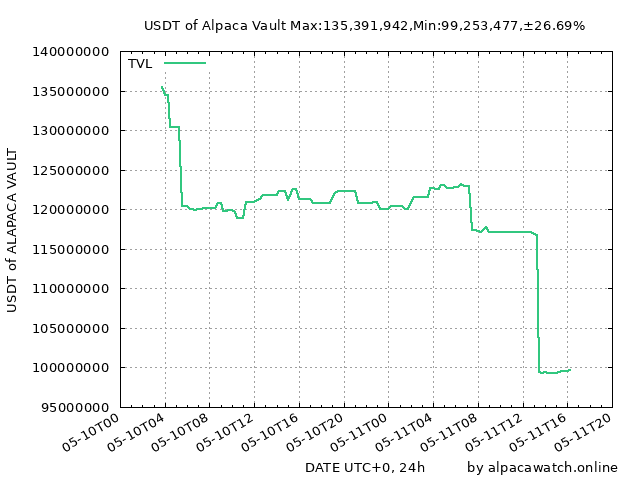 USDT of Alpaca Vault Max:135,391,942,Min:99,253,477,±26.69%
TVL
140000000
135000000
130000000
125000000
120000000
115000000
110000000
105000000
100000000
95000000
USDT of ALAPACA VAULT
05-10T00
05-10T04
05-10T08
05-10T12
05-10T16
05-10T20
05-11T00
05-11T04
05-11T08
05-11T12
05-11T16
05-11T20
DATE UTC+0, 24h
by alpacawatch.online